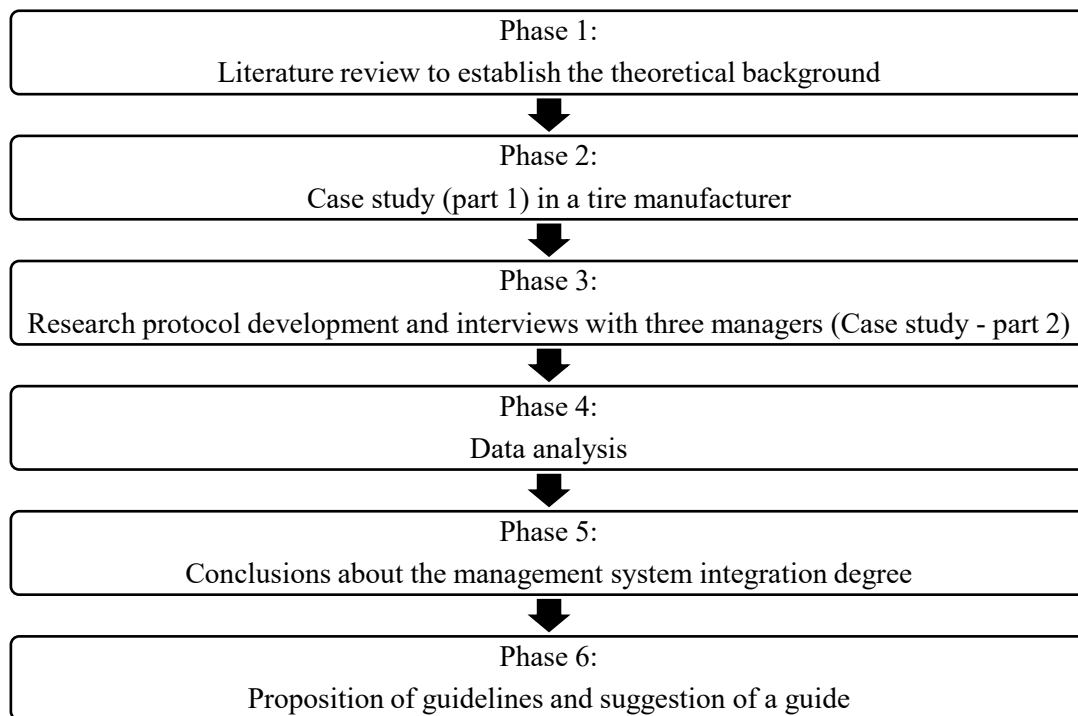 Phase 1:
Literature review to establish the theoretical background
Phase 2:
Case study (part 1) in a tire manufacturer
Phase 3:
Research protocol development and interviews with three managers (Case study - part 2)
Phase 4:
Data analysis
Phase 5:
Conclusions about the management system integration degree
Phase 6:
Proposition of guidelines and suggestion of a guide